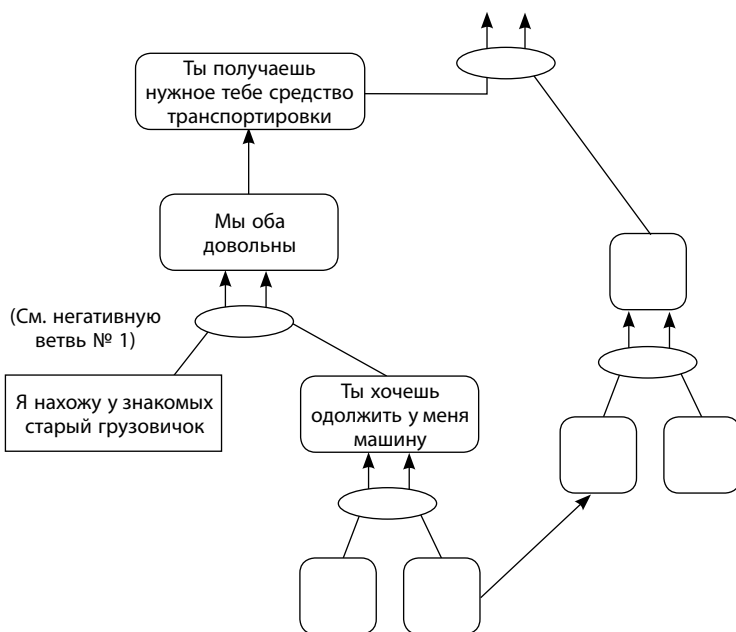 Ты получаешь
нужное тебе средство
транспортировки
Мы оба
довольны
(См. негативную
ветвь № 1)
Я нахожу у знакомых
старый грузовичок
Ты хочешь
одолжить у меня
машину